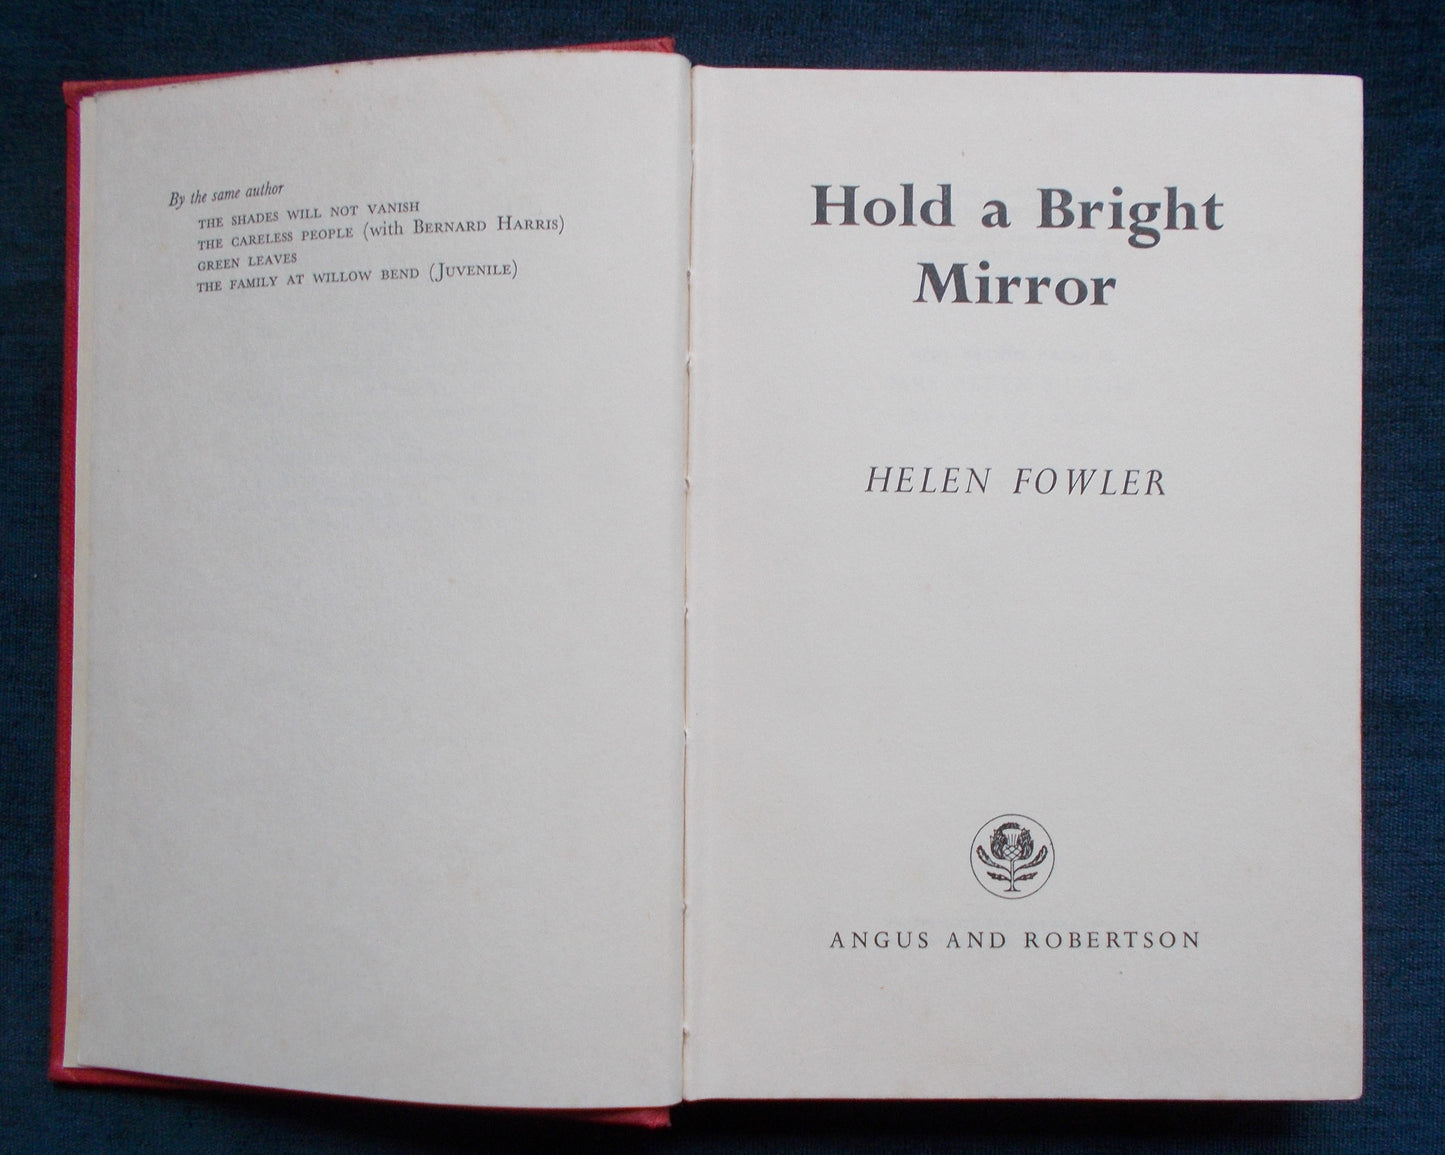 By the same author
THE SHADES WILL NOT VANISH
THE CARELESS PEOPLE (with BERNARD HARRIS)
GREEN LEAVES
THE FAMILY AT WILLOW BEND (JUVENILE)
Hold a Bright
Mirror
HELEN FOWLER
ANGUS AND ROBERTSON